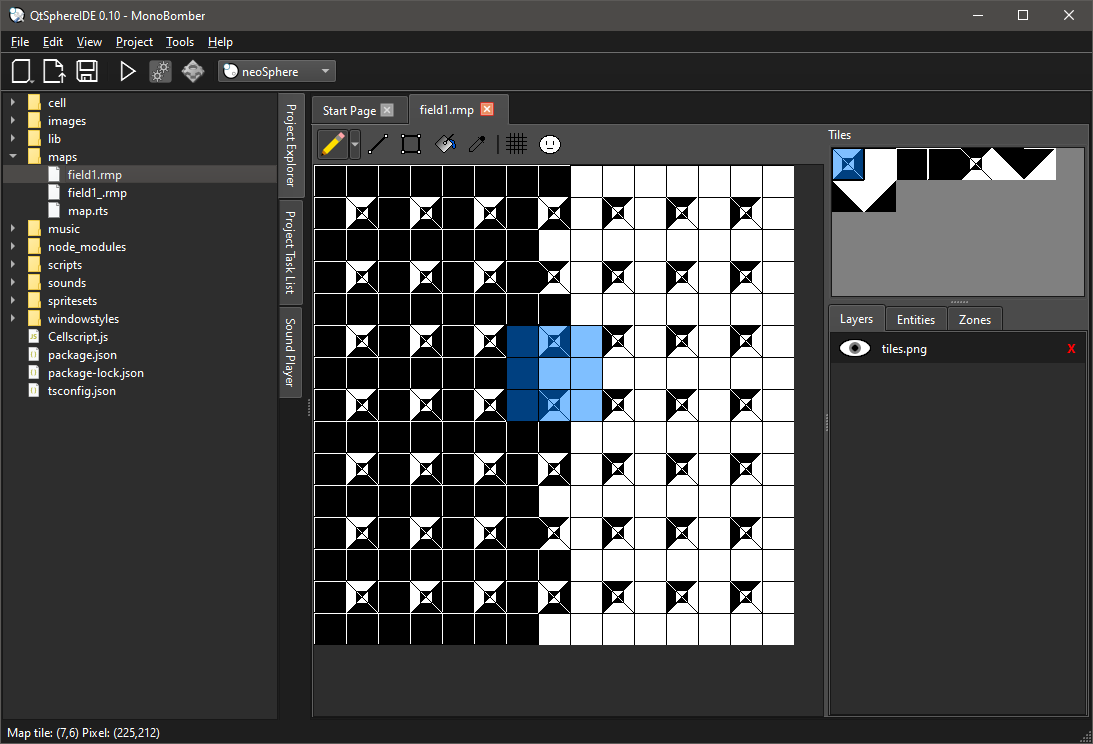 QtSphereIDE 0.10 - MonoBomber
File Edit View Project Tools Help
neoSphere
cell
images
lib
maps
field1.rmp
field1_.rmp
map.rts
music
node_modules
scripts
sounds
spritesets
windowstyles
Cellscript.js
package.json
package-lock.json
tsconfig.json
Project Explorer
Project Task List
Sound Player
Start Page
field1.rmp
Tiles
Layers
Entities
Zones
tiles.png
X
Map tile: (7,6) Pixel: (225,212)